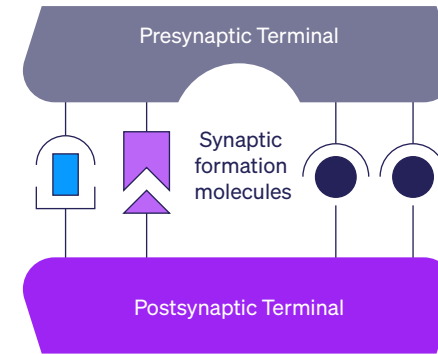 Presynaptic Terminal
Synaptic
formation
molecules
Postsynaptic Terminal